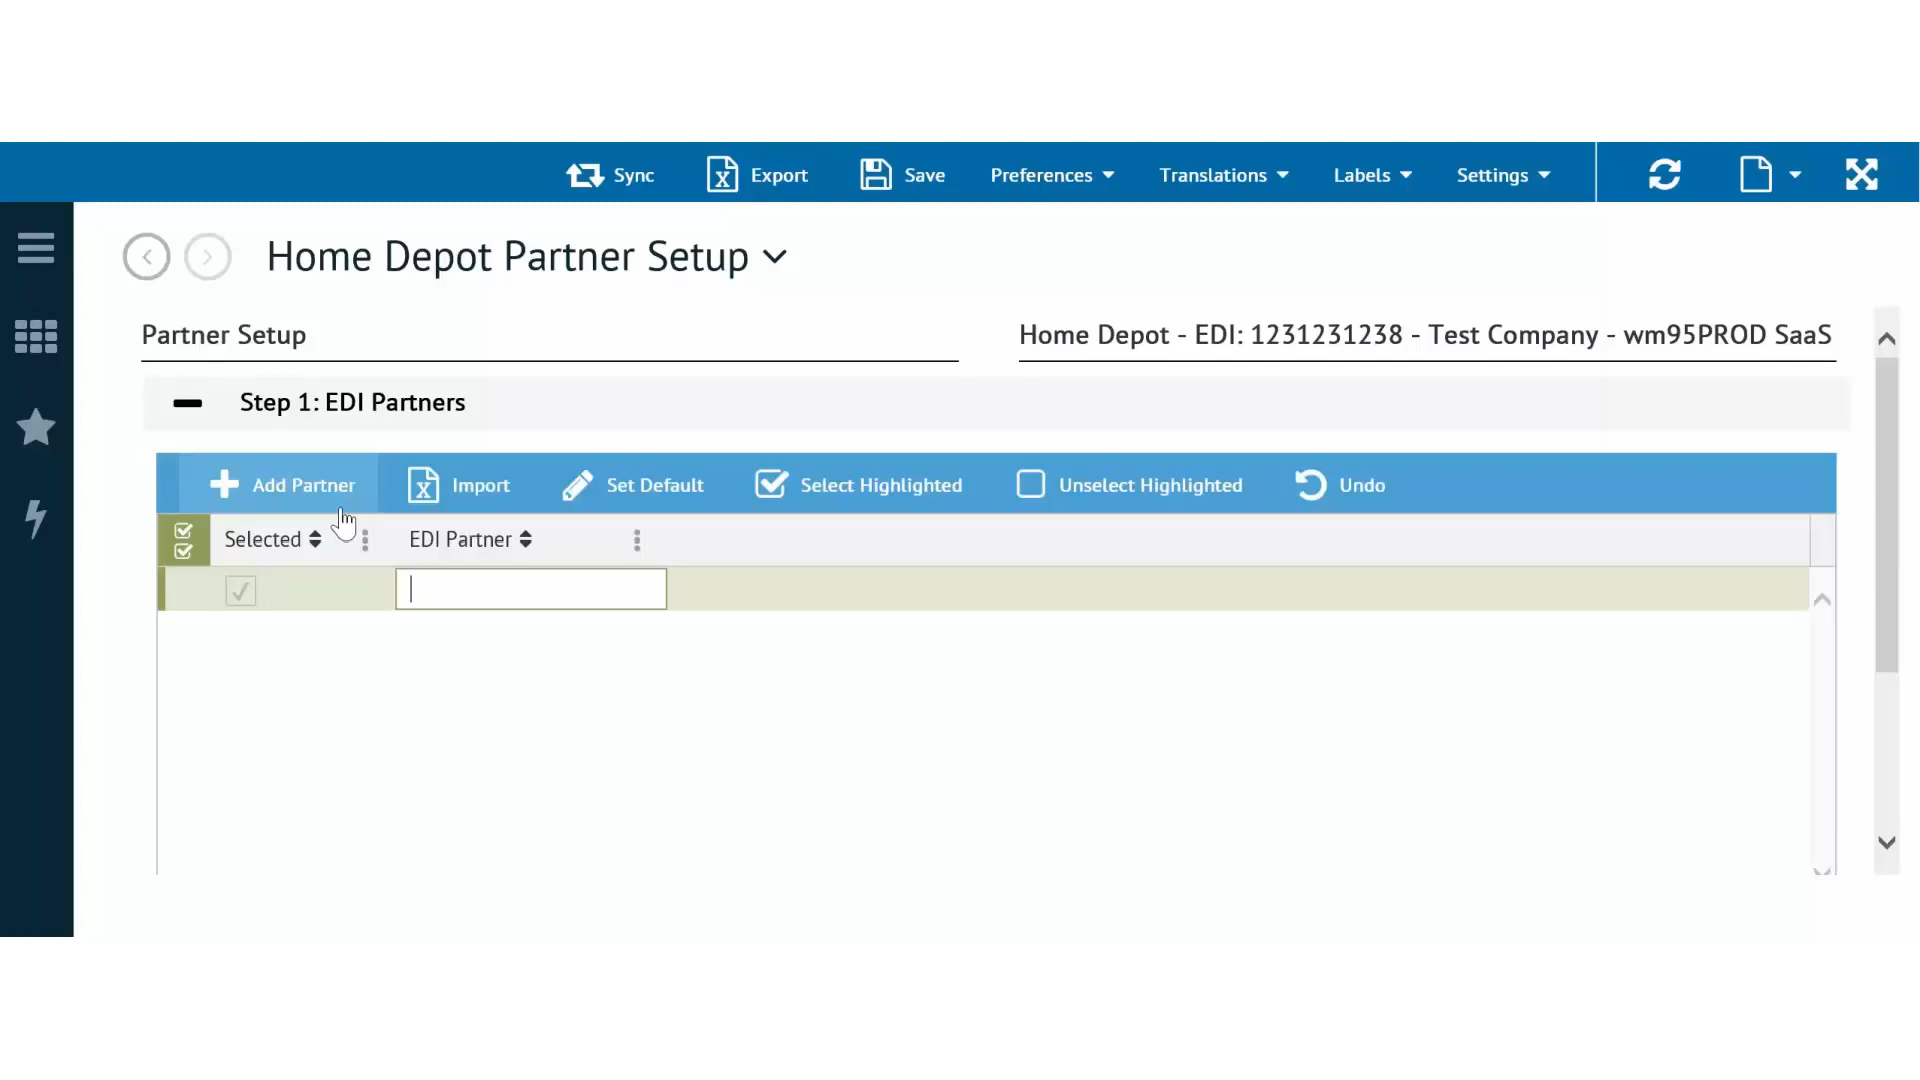 Sync Export Save Preferences Translations Labels Settings
Home Depot Partner Setup
Partner Setup
Home Depot - EDI: 1231231238 - Test Company - wm95PROD SaaS
Step 1: EDI Partners
Add Partner Import Set Default Select Highlighted Unselect Highlighted Undo
Selected EDI Partner